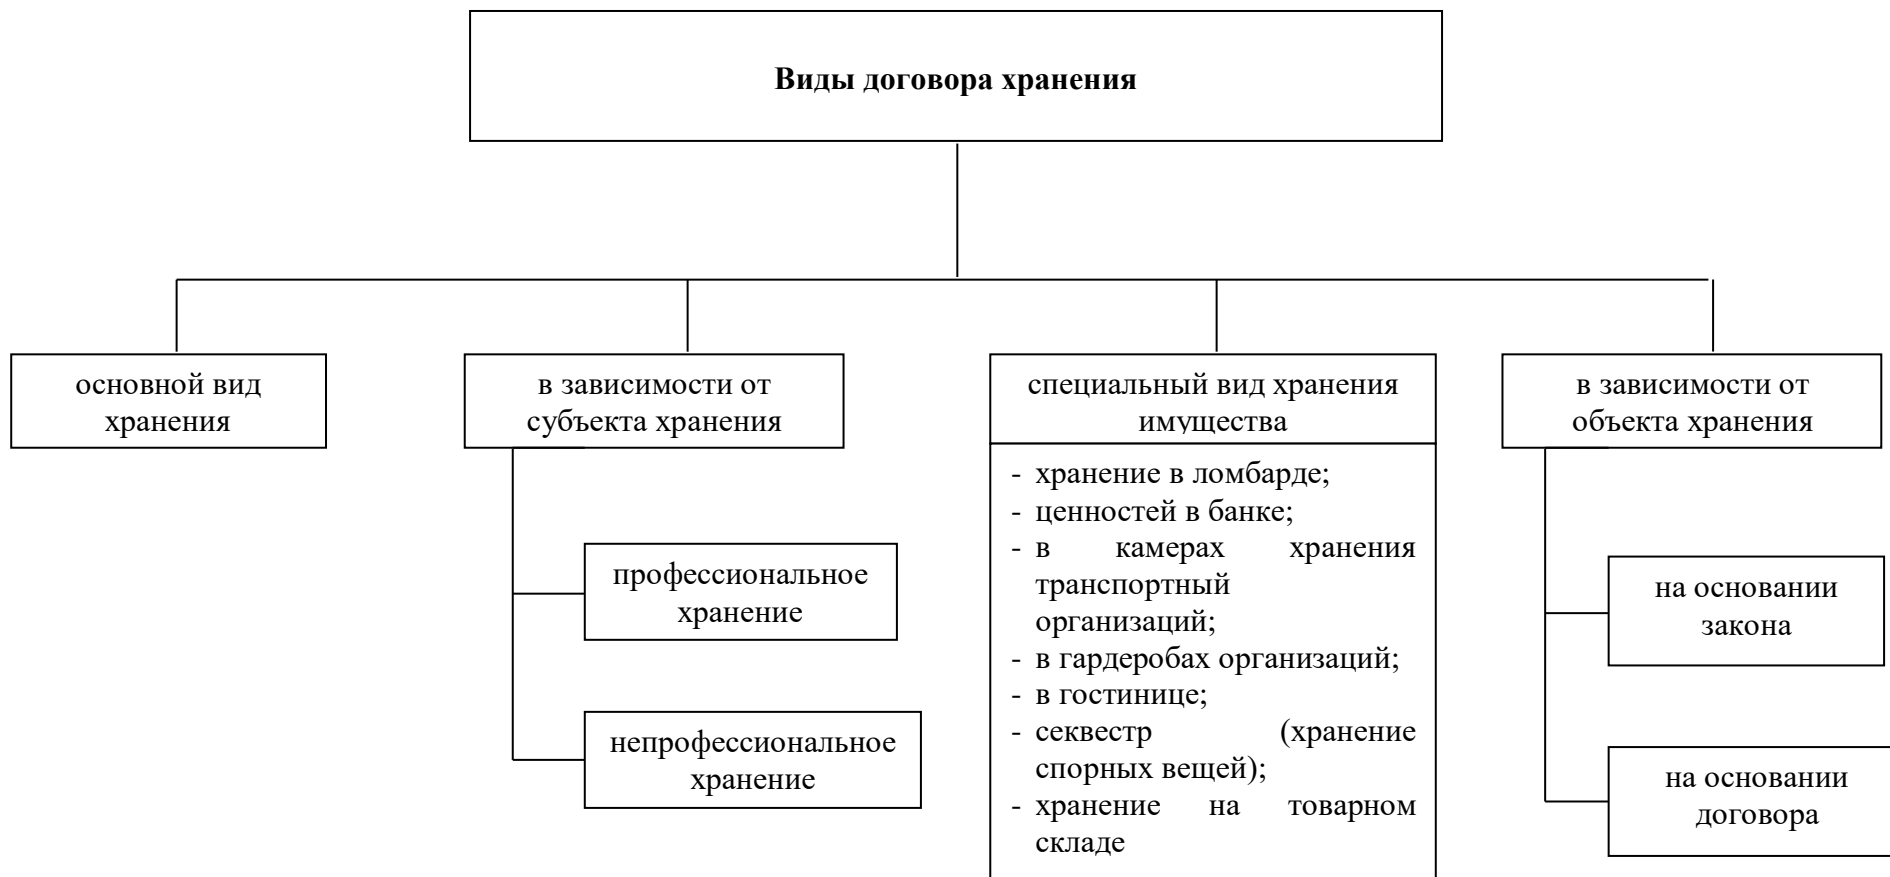 Виды договора хранения
основной вид
хранения
в зависимости от
субъекта хранения
профессиональное
хранение
непрофессиональное
хранение
специальный вид хранения
имущества
- хранение в ломбарде;
- ценностей в банке;
- в камерах хранения
транспортный
организаций;
- в гардеробах организаций;
- в гостинице;
- секвестр (хранение
спорных вещей);
- хранение на товарном
складе
в зависимости от
объекта хранения
на основании
закона
на основании
договора